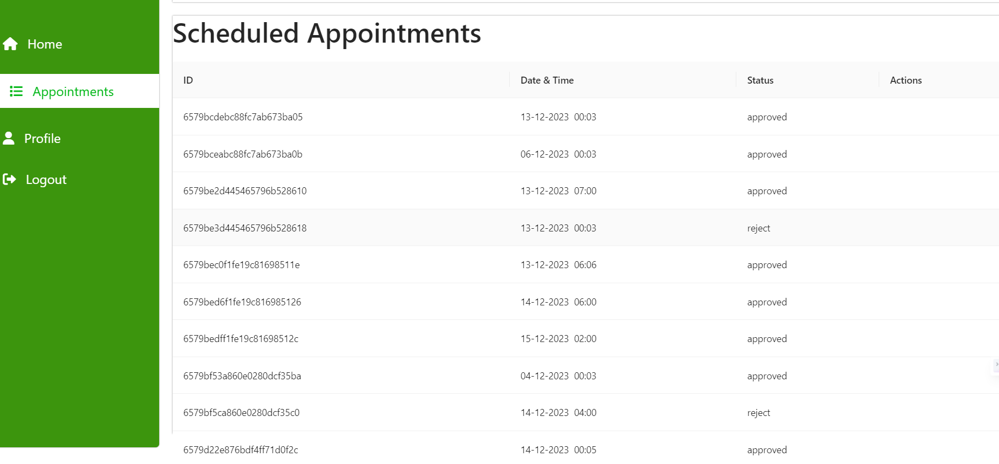 Home
Appointments
Profile
Logout
Scheduled Appointments
ID Date & Time Status Actions
6579bcdebc88fc7ab673ba05 13-12-2023 00:03 approved
6579bceabc88fc7ab673ba0b 06-12-2023 00:03 approved
6579be2d445465796b528610 13-12-2023 07:00 approved
6579be3d445465796b528618 13-12-2023 00:03 reject
6579bec0f1fe19c81698511e 13-12-2023 06:06 approved
6579bed6f1fe19c816985126 14-12-2023 06:00 approved
6579bedff1fe19c81698512c 15-12-2023 02:00 approved
6579bf53a860e0280dcf35ba 04-12-2023 00:03 approved
6579bf5ca860e0280dcf35c0 14-12-2023 04:00 reject
6579d22e876bdf4ff71d0f2c 14-12-2023 00:05 approved